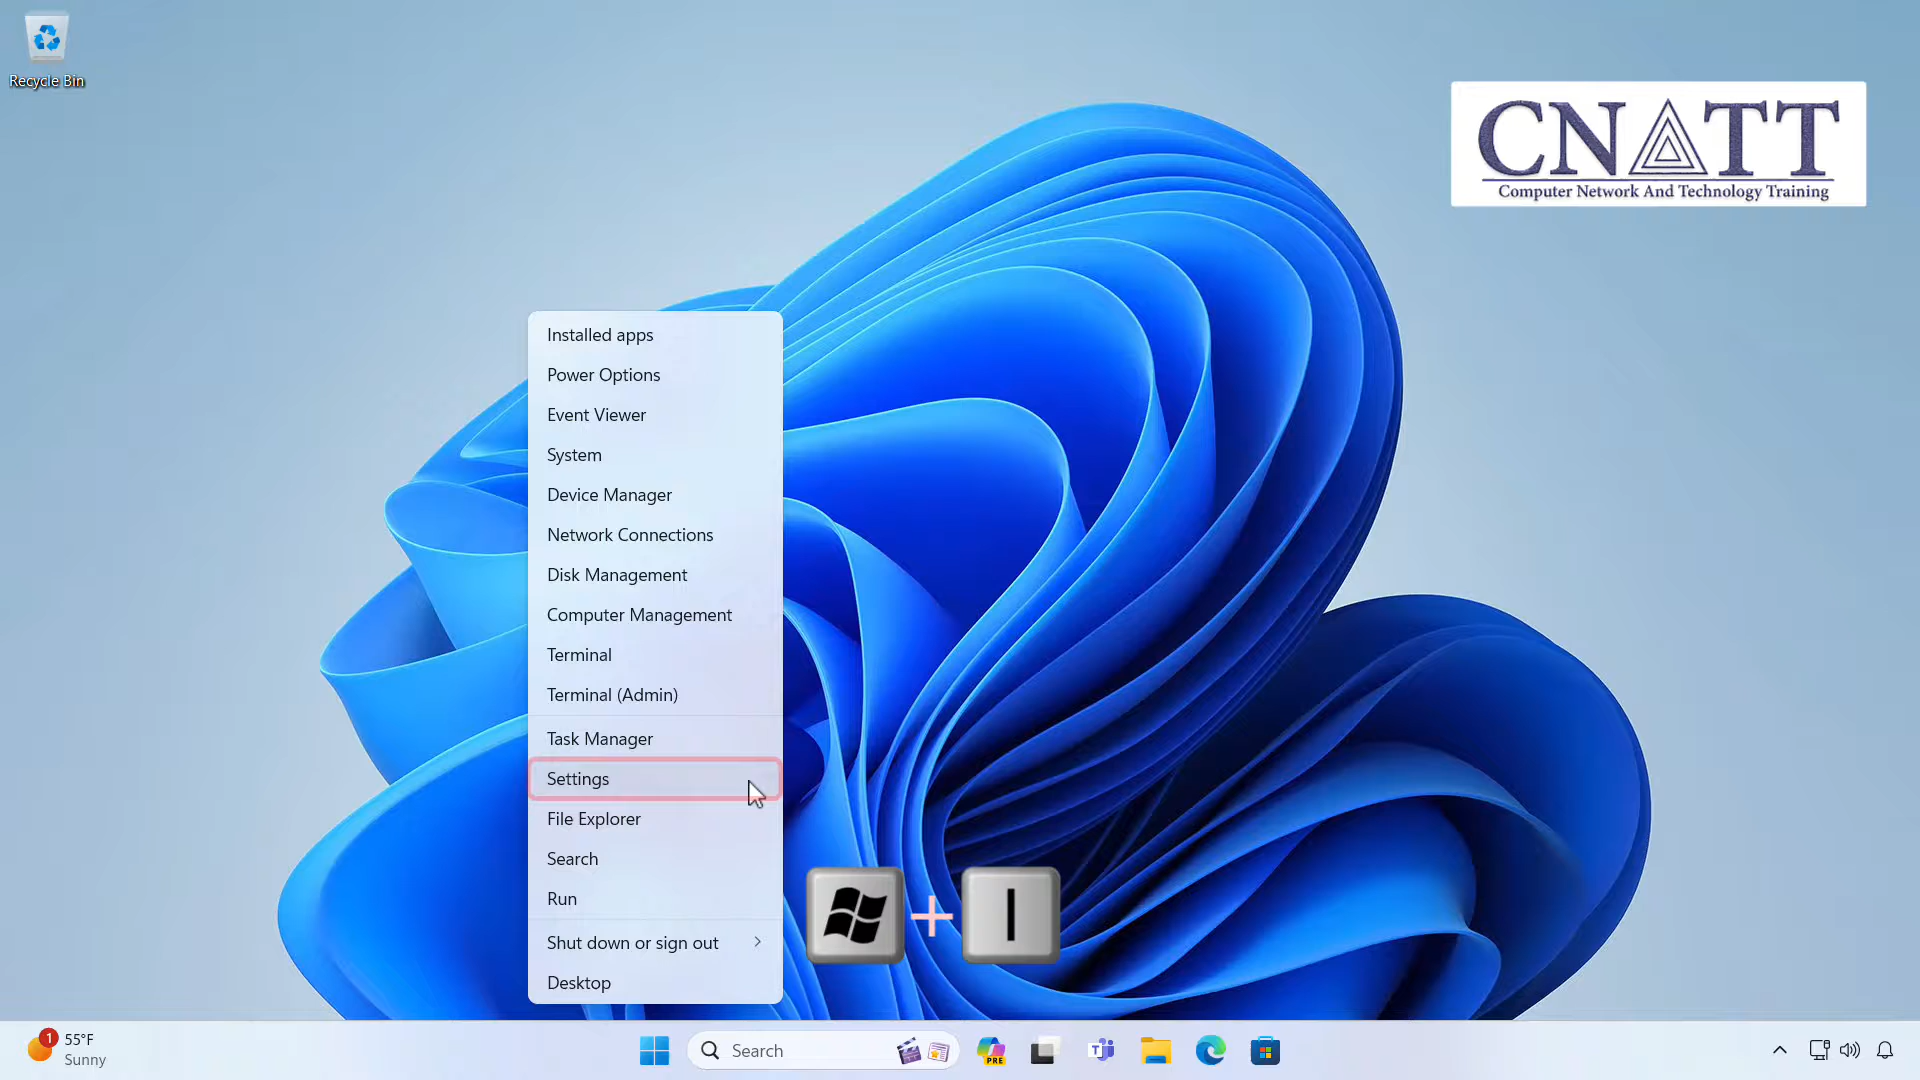 Recycle Bin
CNATT
Computer Network And Technology Training
Installed apps
Power Options
Event Viewer
System
Device Manager
Network Connections
Disk Management
Computer Management
Terminal
Terminal (Admin)
Task Manager
Settings
File Explorer
Search
Run
Shut down or sign out
Desktop
+ I
1
55°F
Sunny
Search
PRE
T